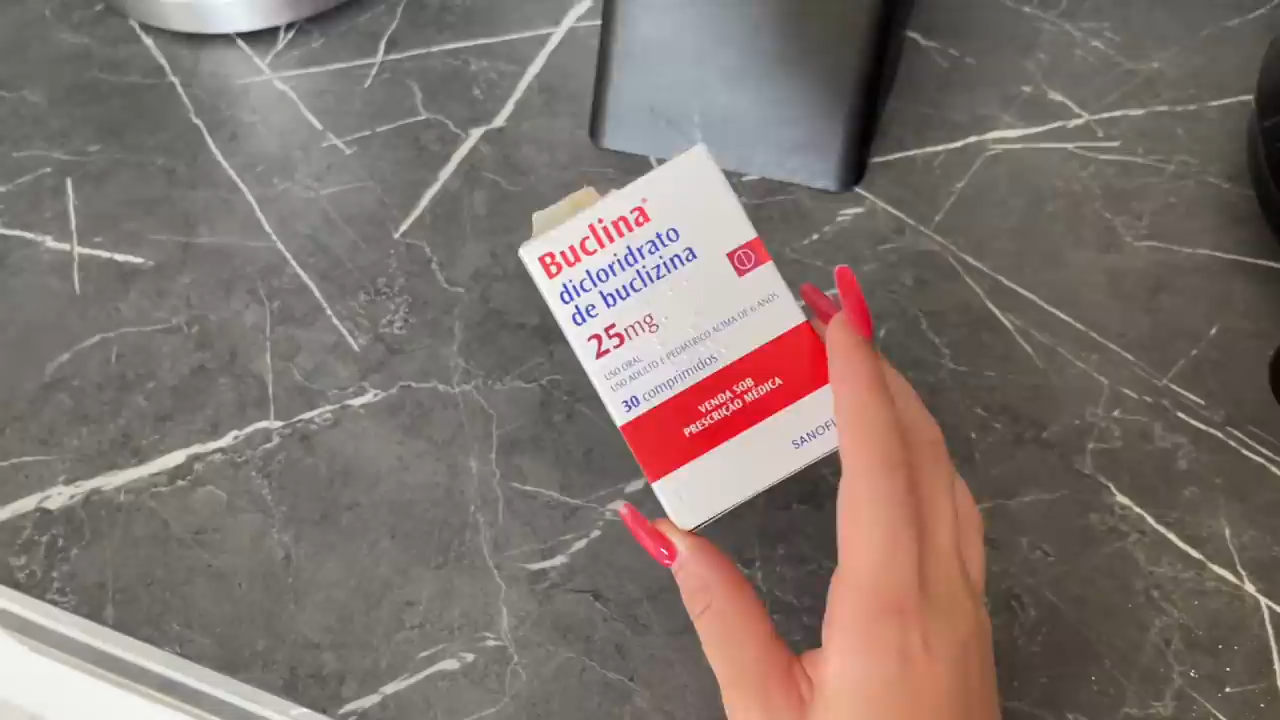 Buclina®
dicloridrato
de buclizina
25mg
USO ORAL
USO ADULTO E PEDIÁTRICO ACIMA DE 6 ANOS
30 comprimidos
VENDA SOB
PRESCRIÇÃO MÉDICA
SANOFI